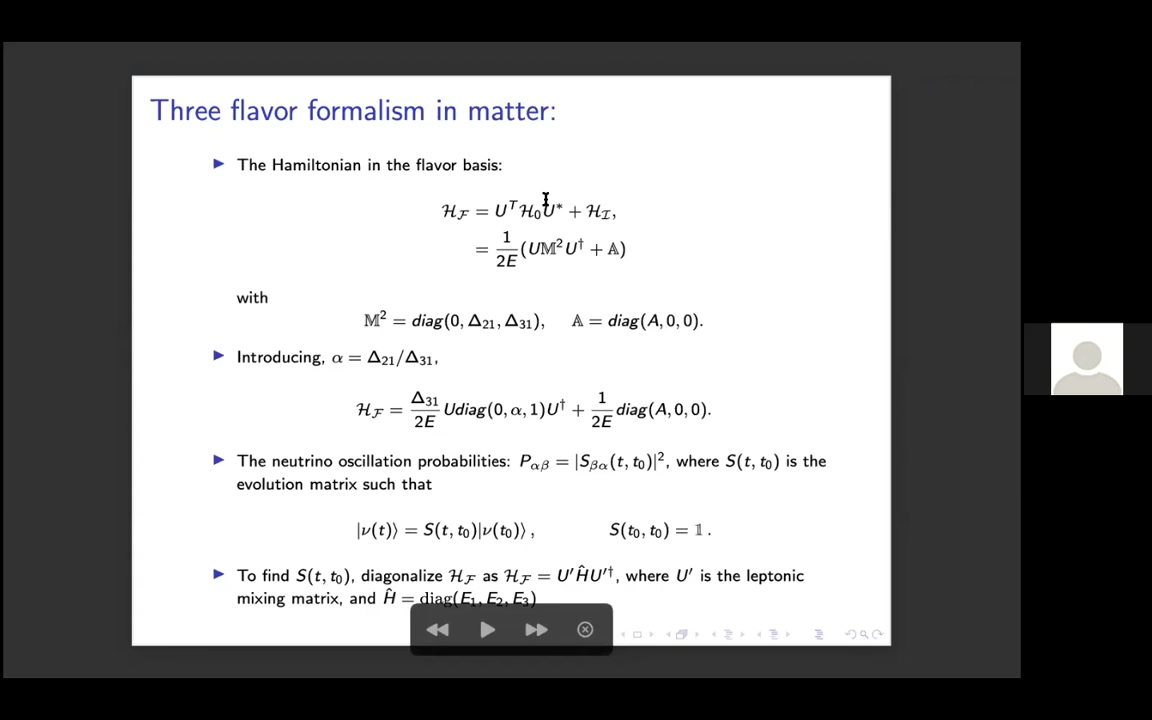 Three flavor formalism in matter:
▶ The Hamiltonian in the flavor basis:
ℋ_ℱ = U^T ℋ_0 U^* + ℋ_ℐ,
= 1/2E (U𝕄²U^† + 𝔸)
with
𝕄² = diag(0, Δ_21, Δ_31),    𝔸 = diag(A, 0, 0).
▶ Introducing, α = Δ_21/Δ_31,
ℋ_ℱ = Δ_31/2E Udiag(0, α, 1)U^† + 1/2E diag(A, 0, 0).
▶ The neutrino oscillation probabilities: P_αβ = |S_βα(t, t_0)|², where S(t, t_0) is the
evolution matrix such that
|ν(t)⟩ = S(t, t_0)|ν(t_0)⟩ ,    S(t_0, t_0) = 𝟙 .
▶ To find S(t, t_0), diagonalize ℋ_ℱ as ℋ_ℱ = U′ĤU′^†, where U′ is the leptonic
mixing matrix, and Ĥ = diag(E_1, E_2, E_3)